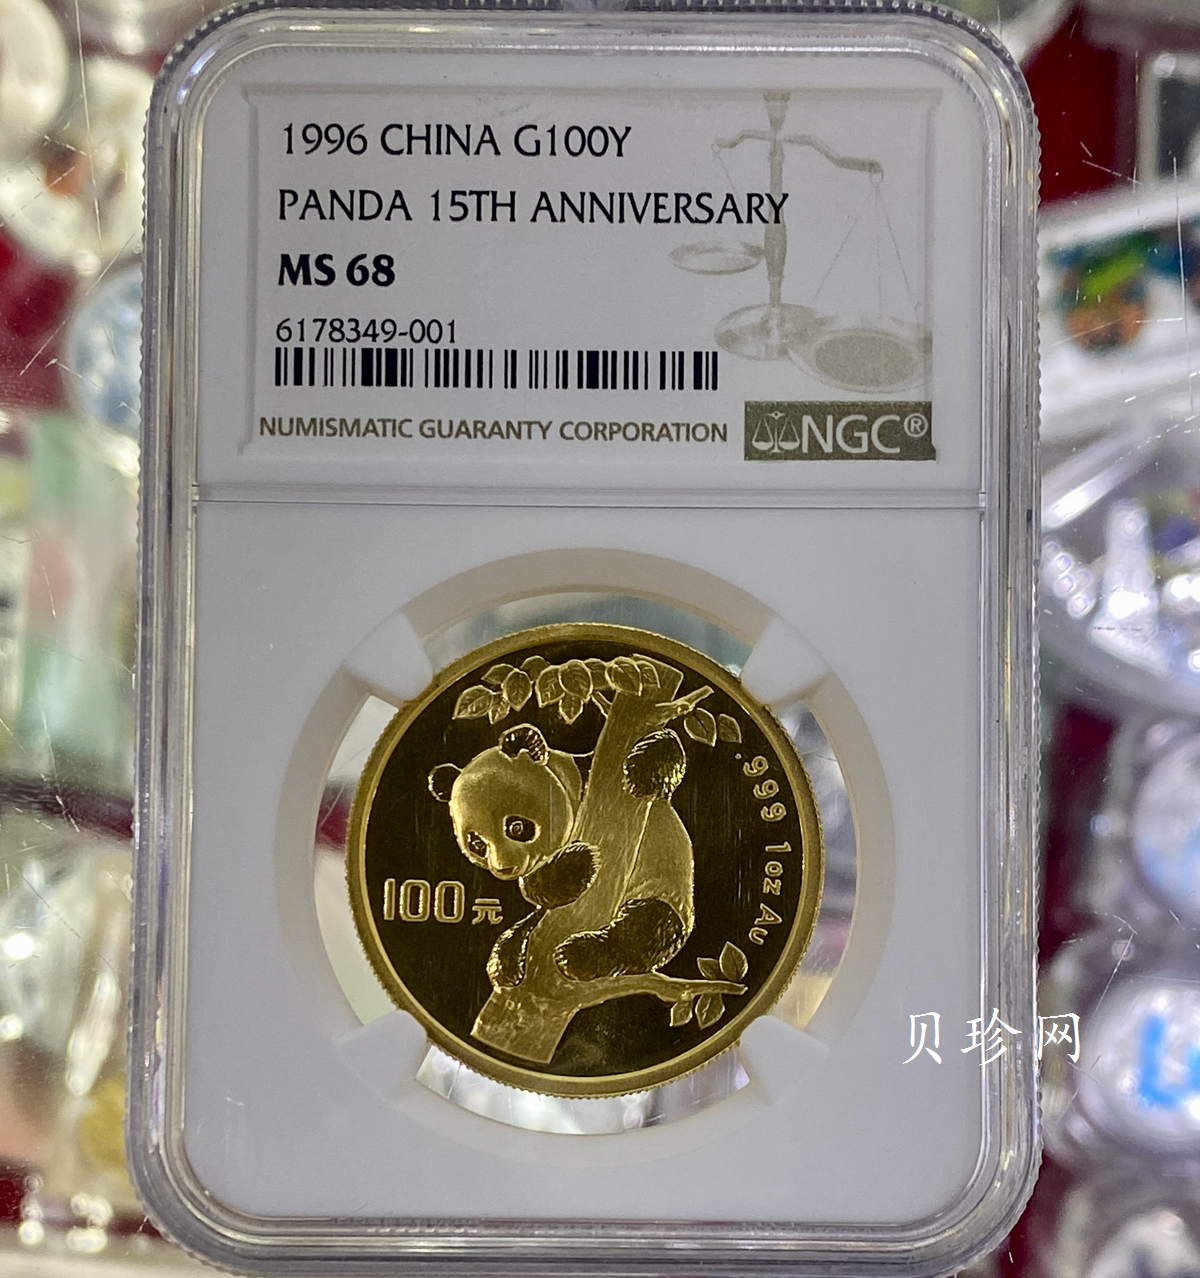 1996 CHINA G100Y
PANDA 15TH ANNIVERSARY
MS 68
6178349-001
NUMISMATIC GUARANTY CORPORATION
NGC®
.999 1oz Au
100元
贝珍网